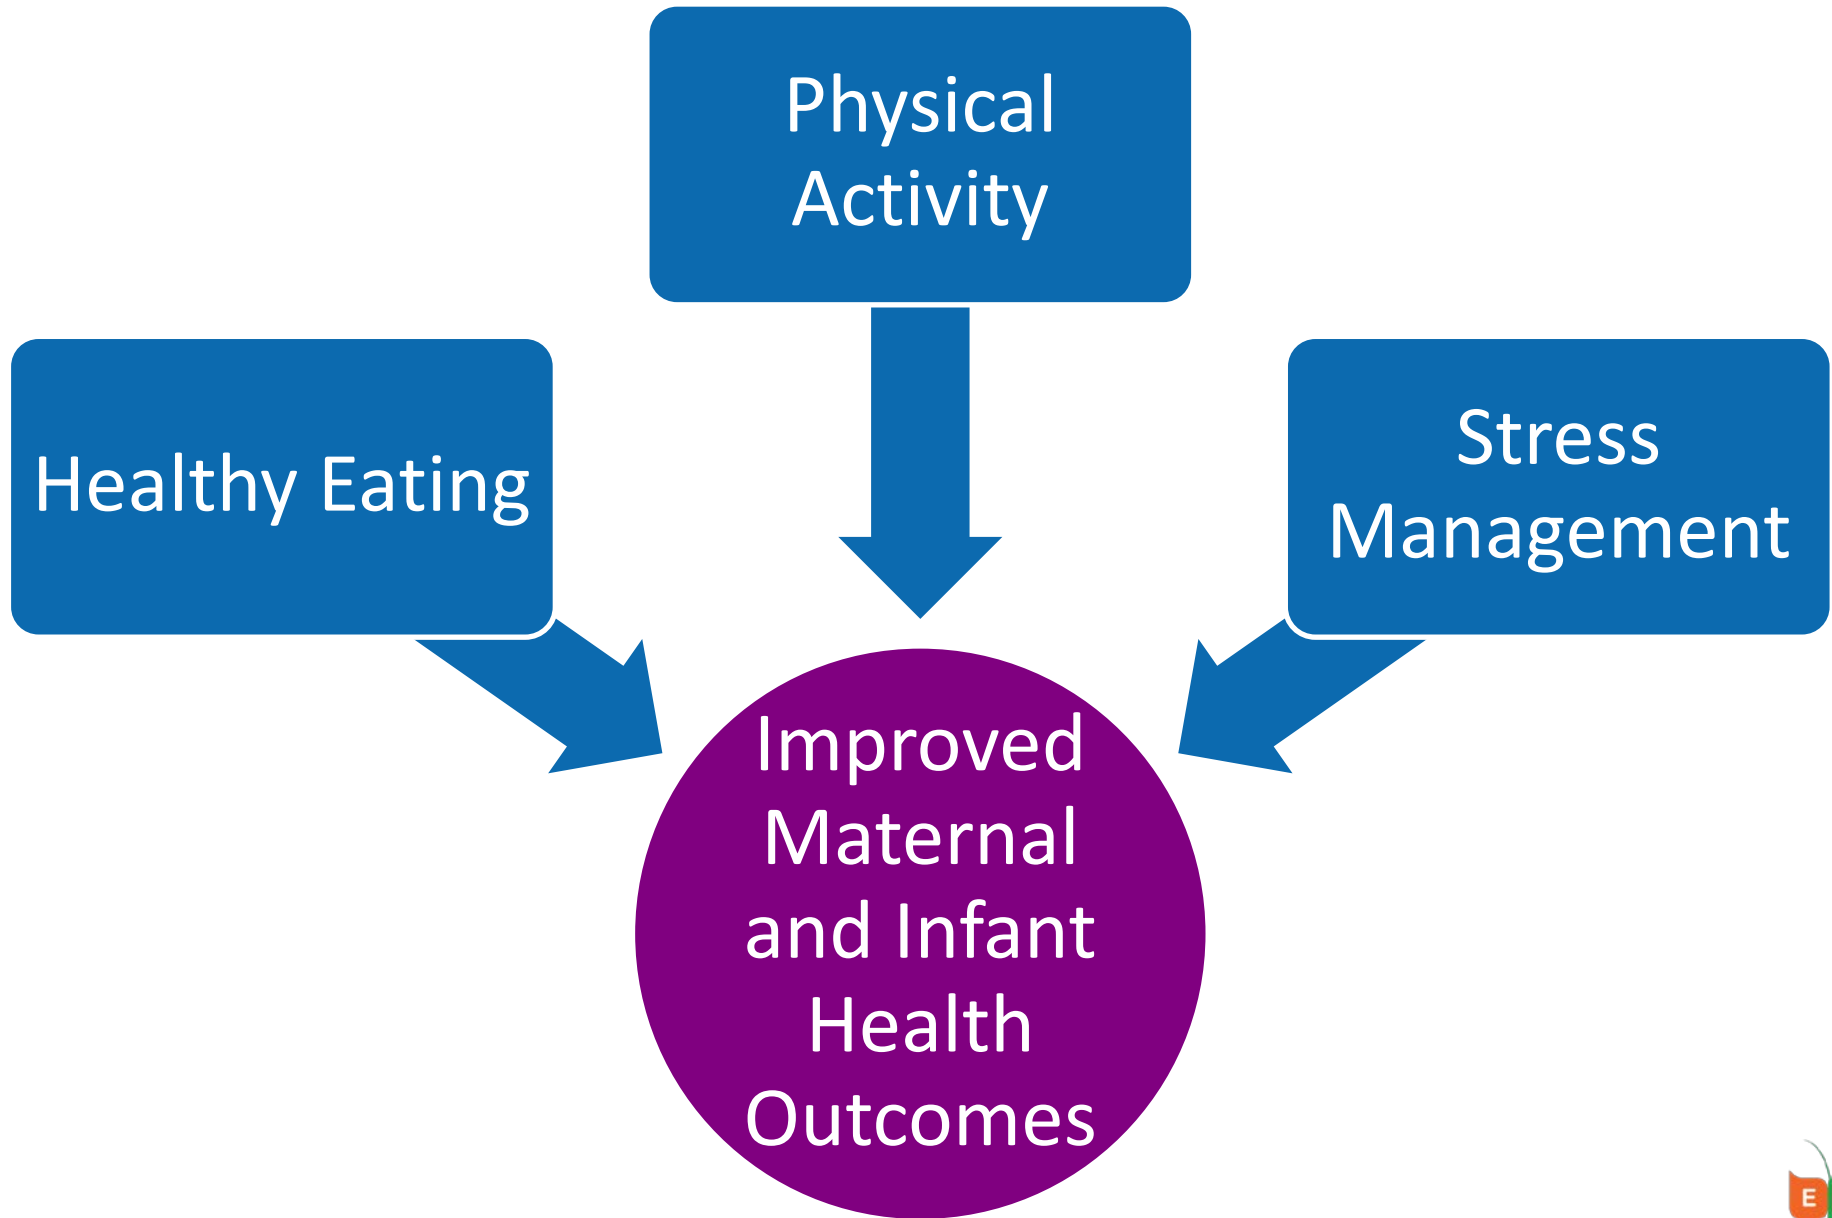 Physical
Activity
Healthy Eating
Stress
Management
Improved
Maternal
and Infant
Health
Outcomes
E